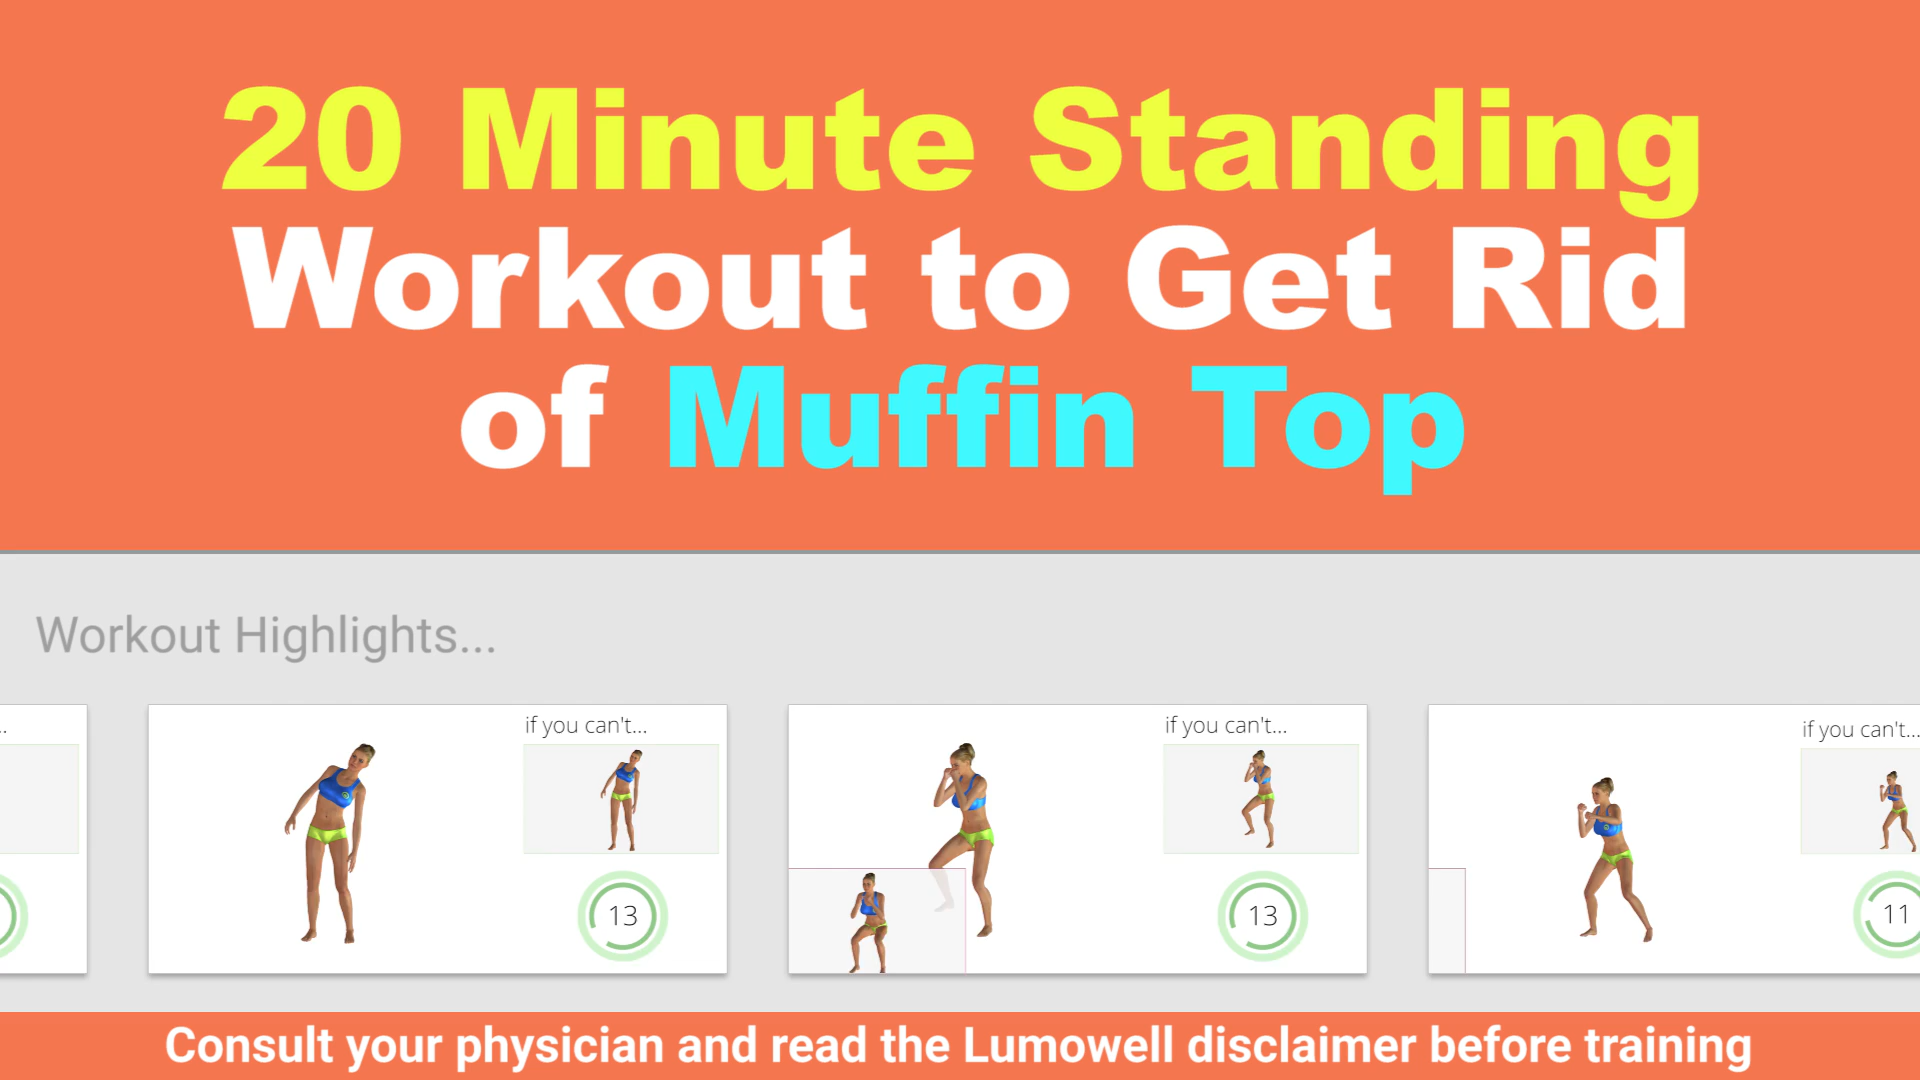 20 Minute Standing
Workout to Get Rid
of Muffin Top
Workout Highlights...
..
if you can't...
13
if you can't...
13
if you can't...
11
Consult your physician and read the Lumowell disclaimer before training